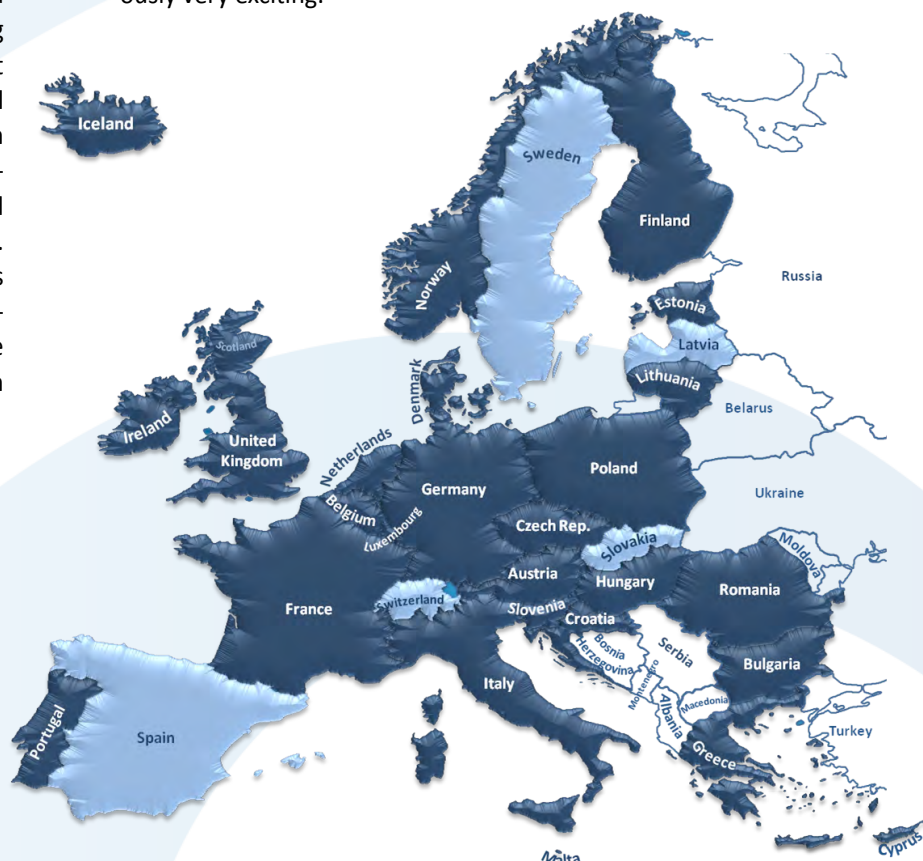 ously very exciting.
g
d
n
-
d
.
s
-
e
n
Iceland
Sweden
Finland
Norway
Russia
Estonia
Latvia
Lithuania
Scotland
Denmark
Belarus
Ireland
United
Kingdom
Netherlands
Germany
Poland
Belgium
Luxembourg
Ukraine
Czech Rep.
Slovakia
Moldova
Austria
Hungary
Romania
France
Switzerland
Slovenia
Croatia
Bosnia
Herzegovina
Serbia
Bulgaria
Italy
Montenegro
Macedonia
Albania
Portugal
Spain
Greece
Turkey
Cyprus
Malta